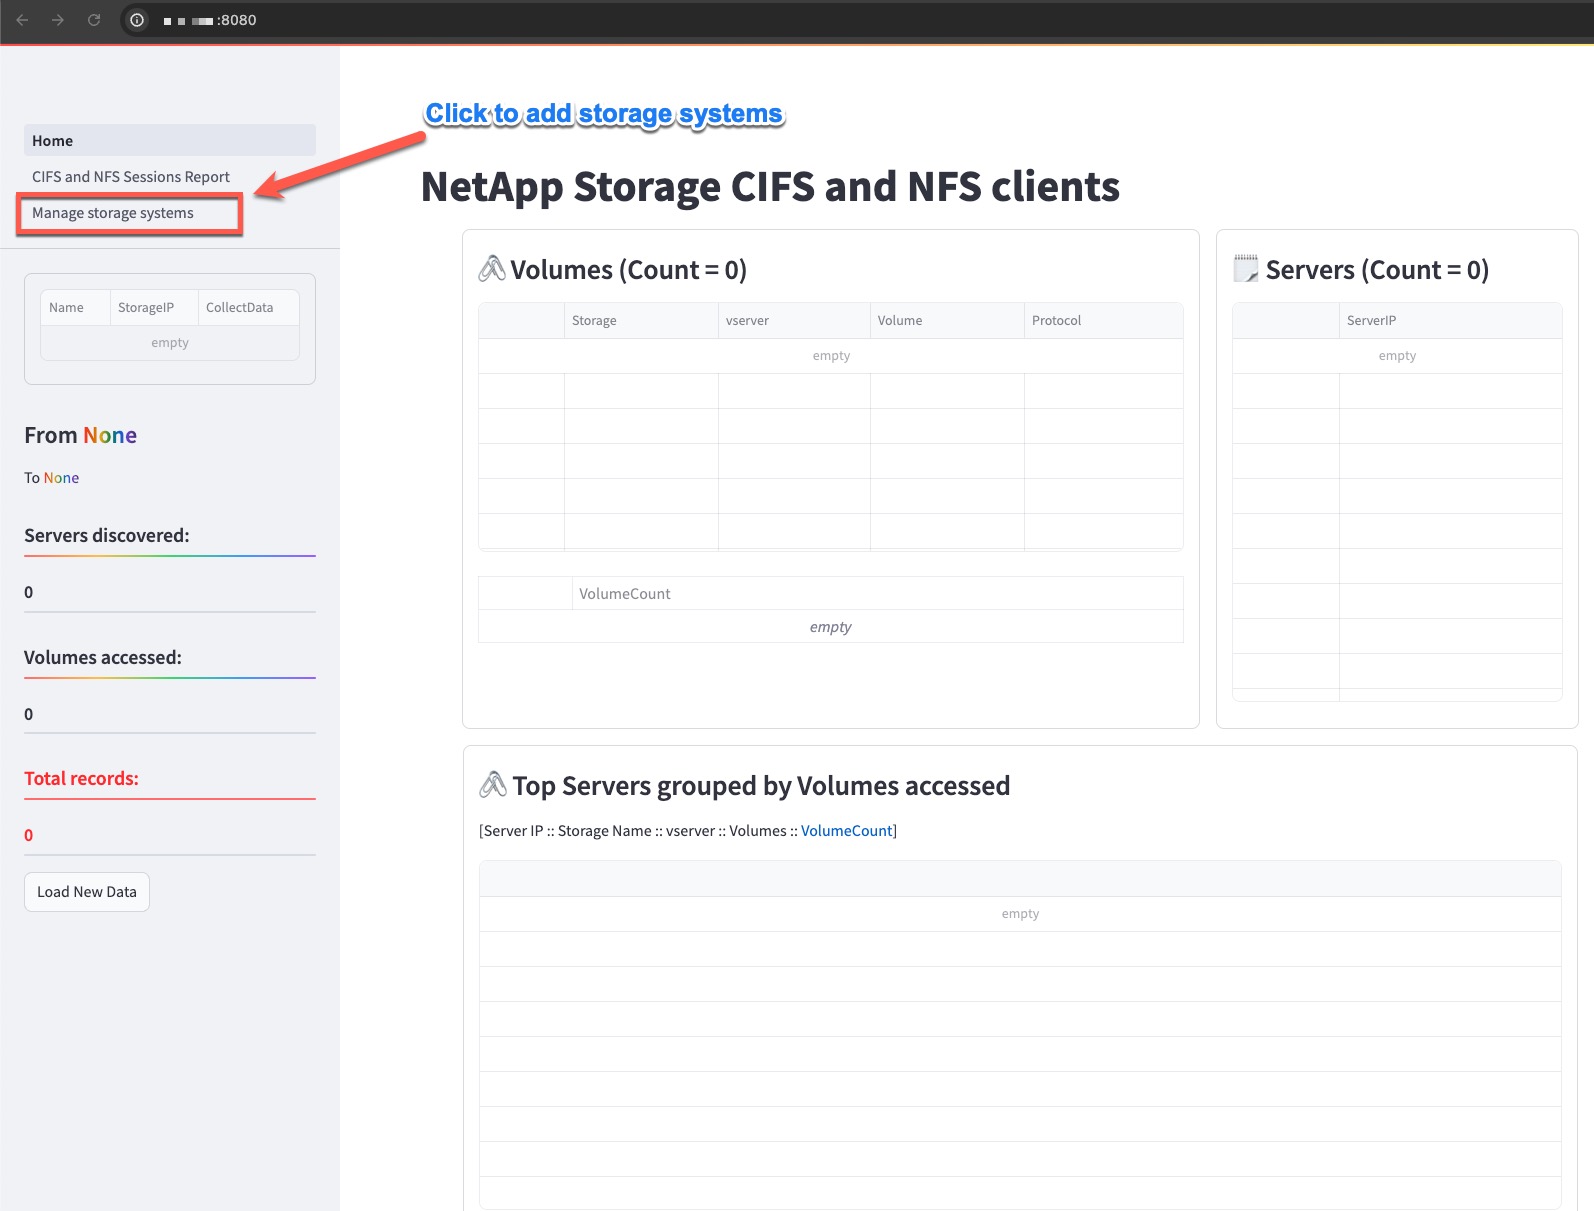 :8080
Click to add storage systems
Home
CIFS and NFS Sessions Report
Manage storage systems
Name StorageIP CollectData
empty
From None
To None
Servers discovered:
0
Volumes accessed:
0
Total records:
0
Load New Data
NetApp Storage CIFS and NFS clients
Volumes (Count = 0)
Storage vserver Volume Protocol
empty
VolumeCount
empty
Servers (Count = 0)
ServerIP
empty
Top Servers grouped by Volumes accessed
[Server IP :: Storage Name :: vserver :: Volumes :: VolumeCount]
empty